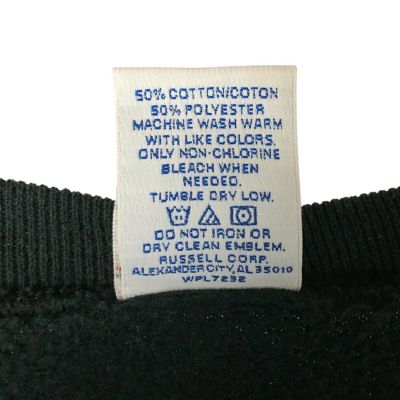 50% COTTON/COTON
50% POLYESTER
MACHINE WASH WARM
WITH LIKE COLORS.
ONLY NON-CHLORINE
BLEACH WHEN
NEEDED.
TUMBLE DRY LOW.
DO NOT IRON OR
DRY CLEAN EMBLEM.
RUSSELL CORP.
ALEXANDER CITY, AL 35010
WPL7232